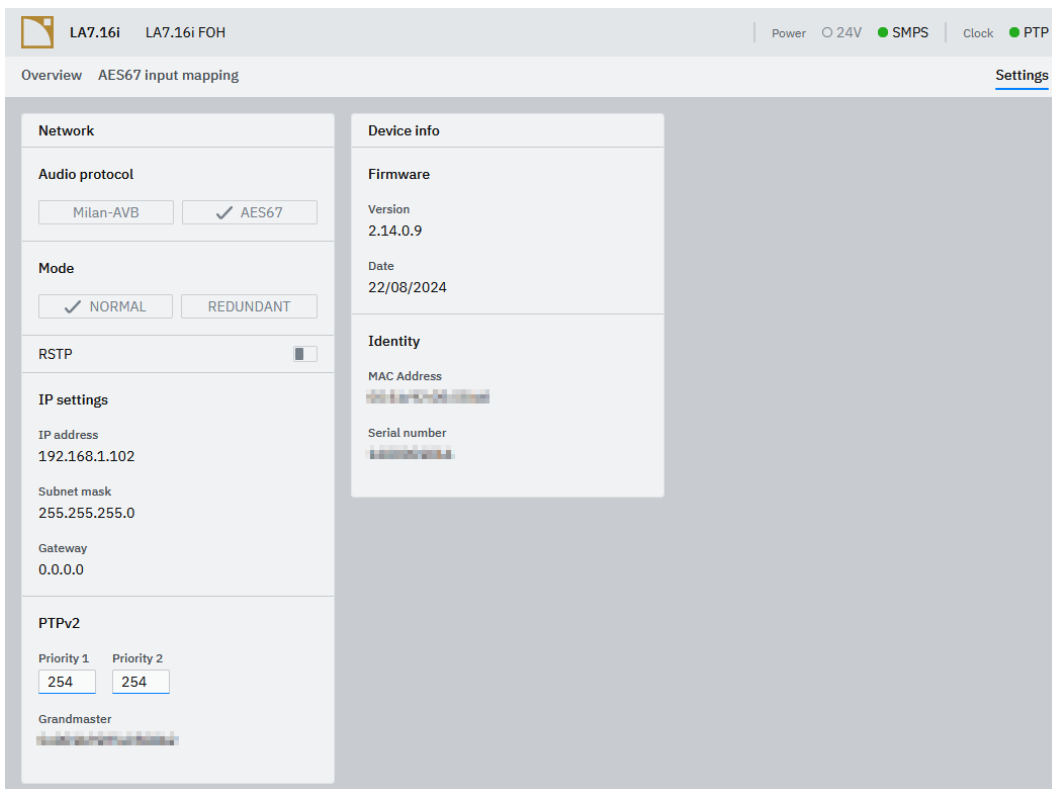 LA7.16i LA7.16i FOH Power 24V SMPS Clock PTP
Overview AES67 input mapping Settings
Network
Audio protocol
Milan-AVB AES67
Mode
NORMAL REDUNDANT
RSTP
IP settings
IP address
192.168.1.102
Subnet mask
255.255.255.0
Gateway
0.0.0.0
PTPv2
Priority 1 Priority 2
254 254
Grandmaster
Device info
Firmware
Version
2.14.0.9
Date
22/08/2024
Identity
MAC Address
Serial number